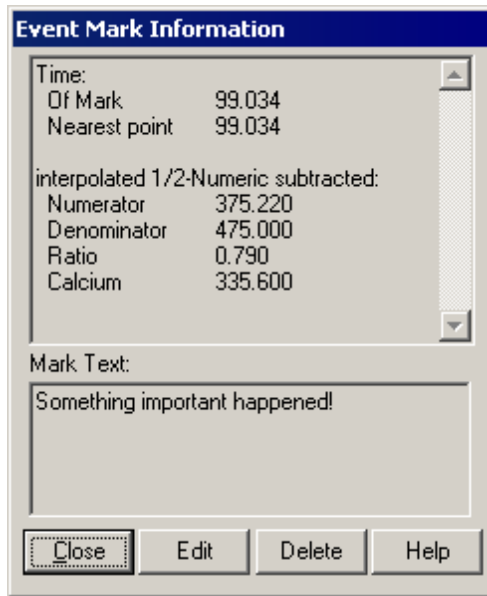 Event Mark Information
Time:
Of Mark 99.034
Nearest point 99.034
interpolated 1/2-Numeric subtracted:
Numerator 375.220
Denominator 475.000
Ratio 0.790
Calcium 335.600
Mark Text:
Something important happened!
Close Edit Delete Help